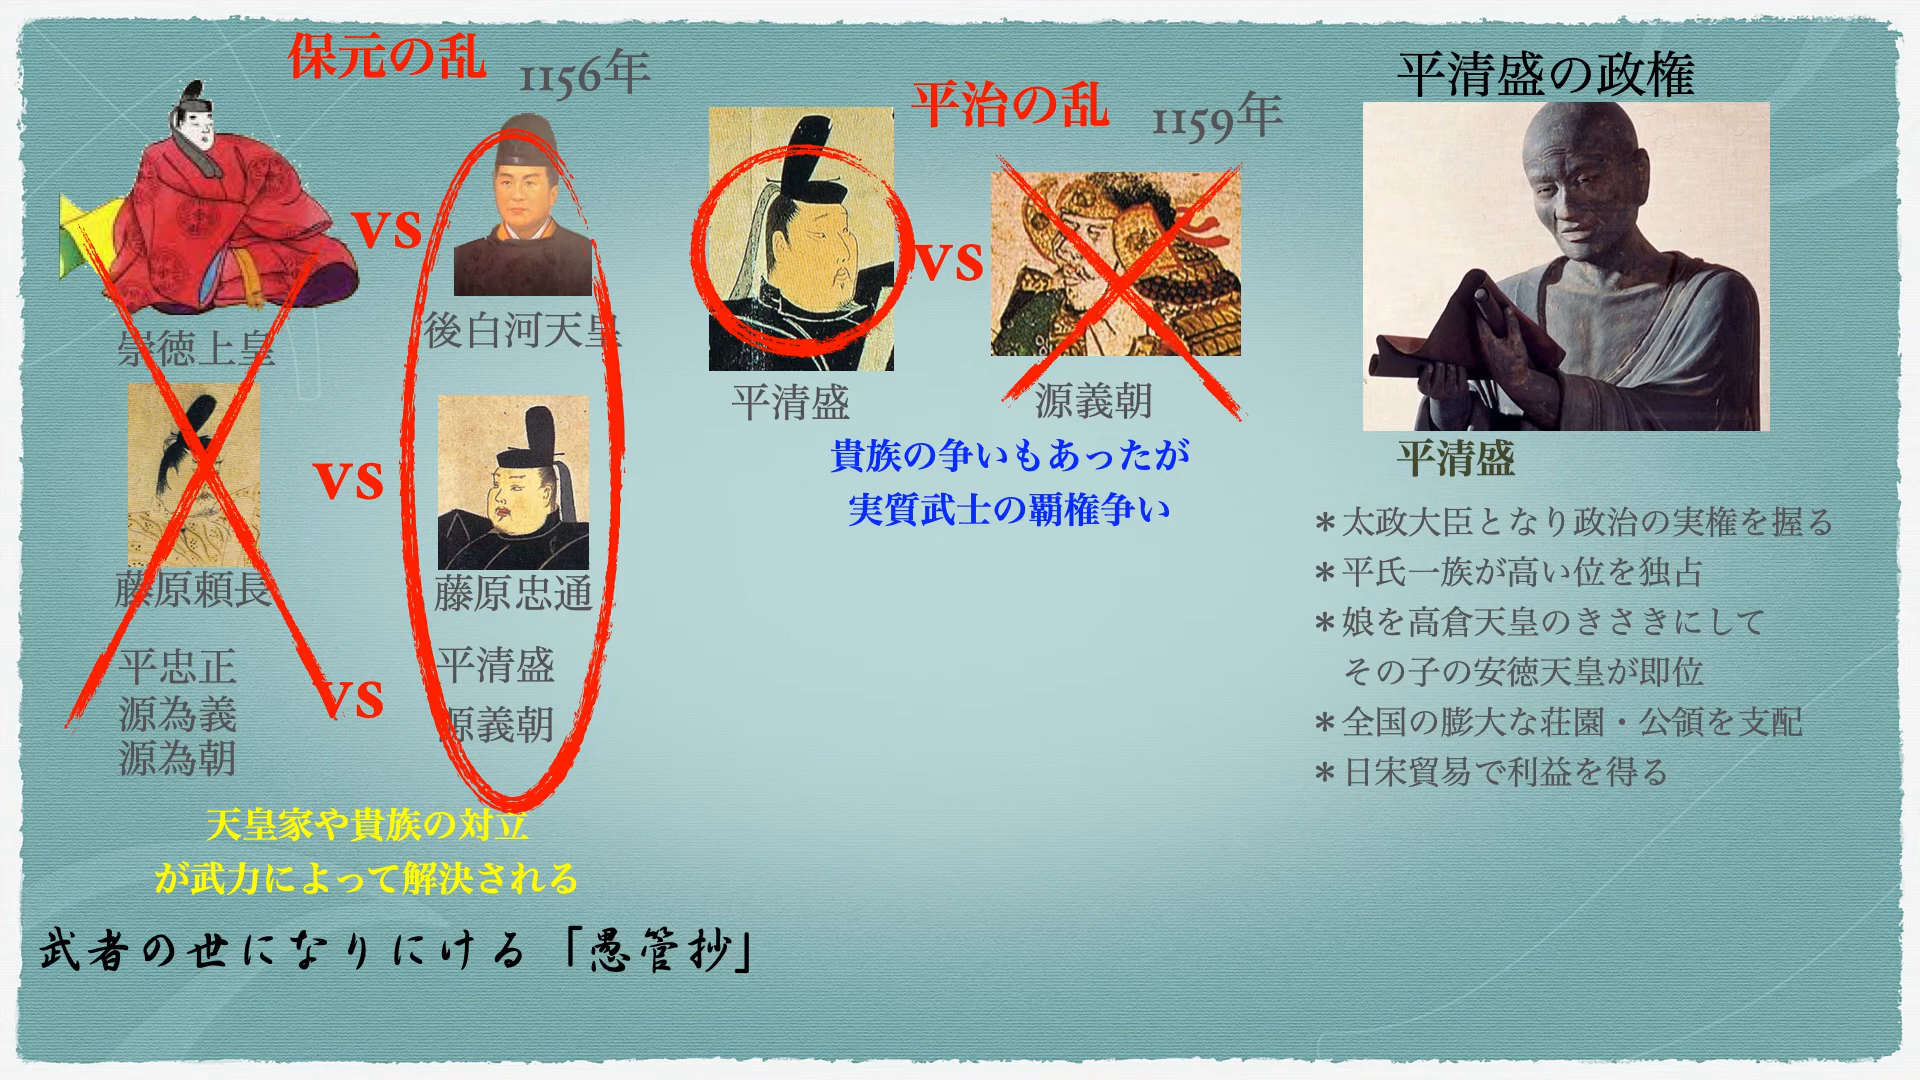 保元の乱 1156年
崇徳上皇
vs
後白河天皇
藤原頼長
vs
藤原忠通
平忠正
源為義
源為朝
vs
平清盛
源義朝
天皇家や貴族の対立
が武力によって解決される
武者の世になりにける「愚管抄」
平治の乱 1159年
vs
平清盛
源義朝
貴族の争いもあったが
実質武士の覇権争い
平清盛の政権
平清盛
＊太政大臣となり政治の実権を握る
＊平氏一族が高い位を独占
＊娘を高倉天皇のきさきにして
その子の安徳天皇が即位
＊全国の膨大な荘園・公領を支配
＊日宋貿易で利益を得る